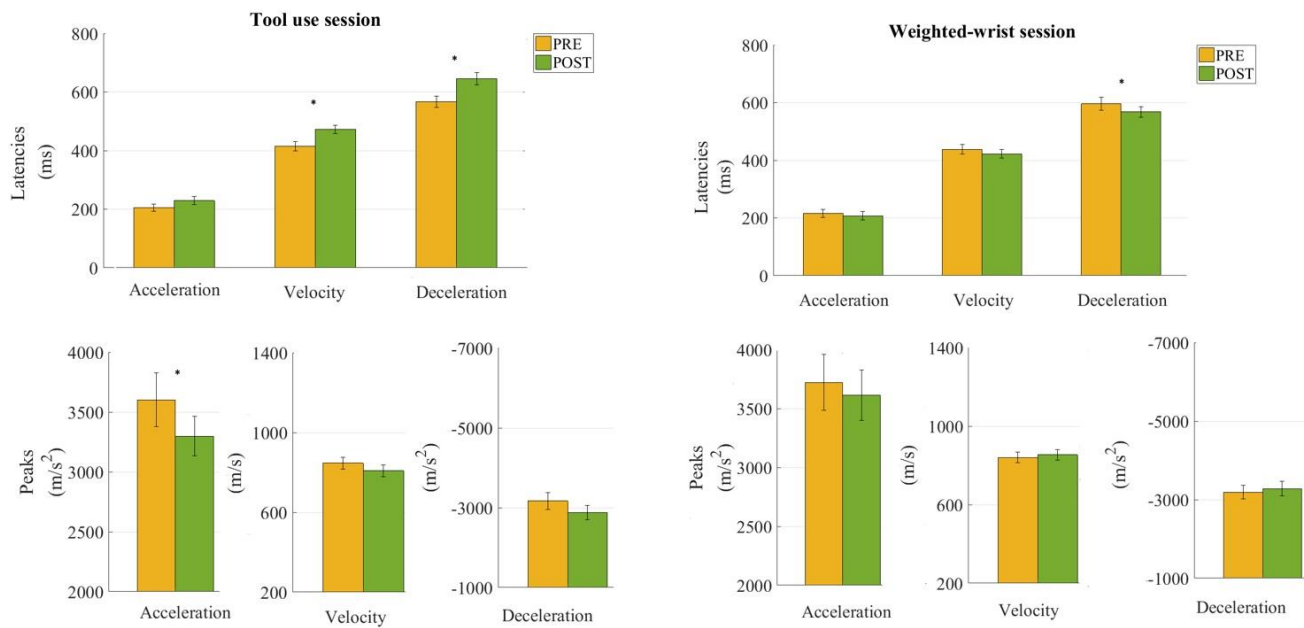 Tool use session
PRE
POST
800
600
400
200
0
Latencies
(ms)
*
*
Acceleration
Velocity
Deceleration
Weighted-wrist session
PRE
POST
800
600
400
200
0
Latencies
(ms)
*
Acceleration
Velocity
Deceleration
4000
3500
3000
2500
2000
Peaks
(m/s²)
*
Acceleration
1400
1000
600
200
(m/s)
Velocity
-7000
-5000
-3000
-1000
(m/s²)
Deceleration
4000
3500
3000
2500
2000
Peaks
(m/s²)
Acceleration
1400
1000
600
200
(m/s)
Velocity
-7000
-5000
-3000
-1000
(m/s²)
Deceleration